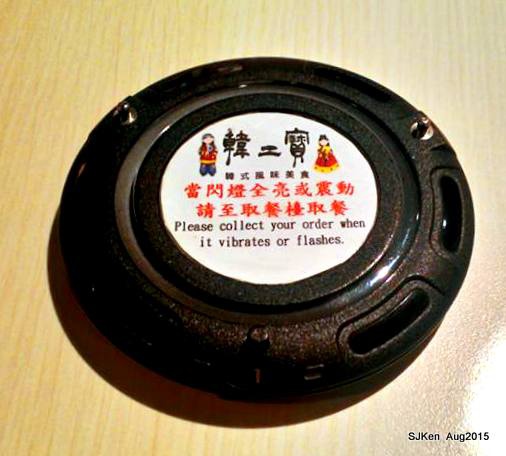 韓二寶
韓式風味美食
當閃燈全亮或震動
請至取餐檯取餐
Please collect your order when
it vibrates or flashes.
SJKen Aug2015